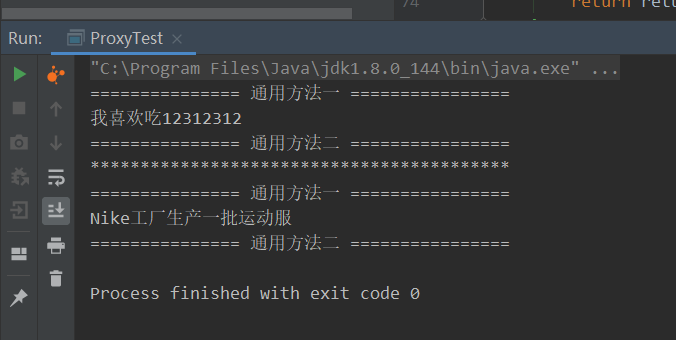 74
return retu
Run:
ProxyTest
"C:\Program Files\Java\jdk1.8.0_144\bin\java.exe" ...
=============== 通用方法一 ================
我喜欢吃12312312
=============== 通用方法二 ================
******************************************
=============== 通用方法一 ================
Nike工厂生产一批运动服
=============== 通用方法二 ================
Process finished with exit code 0